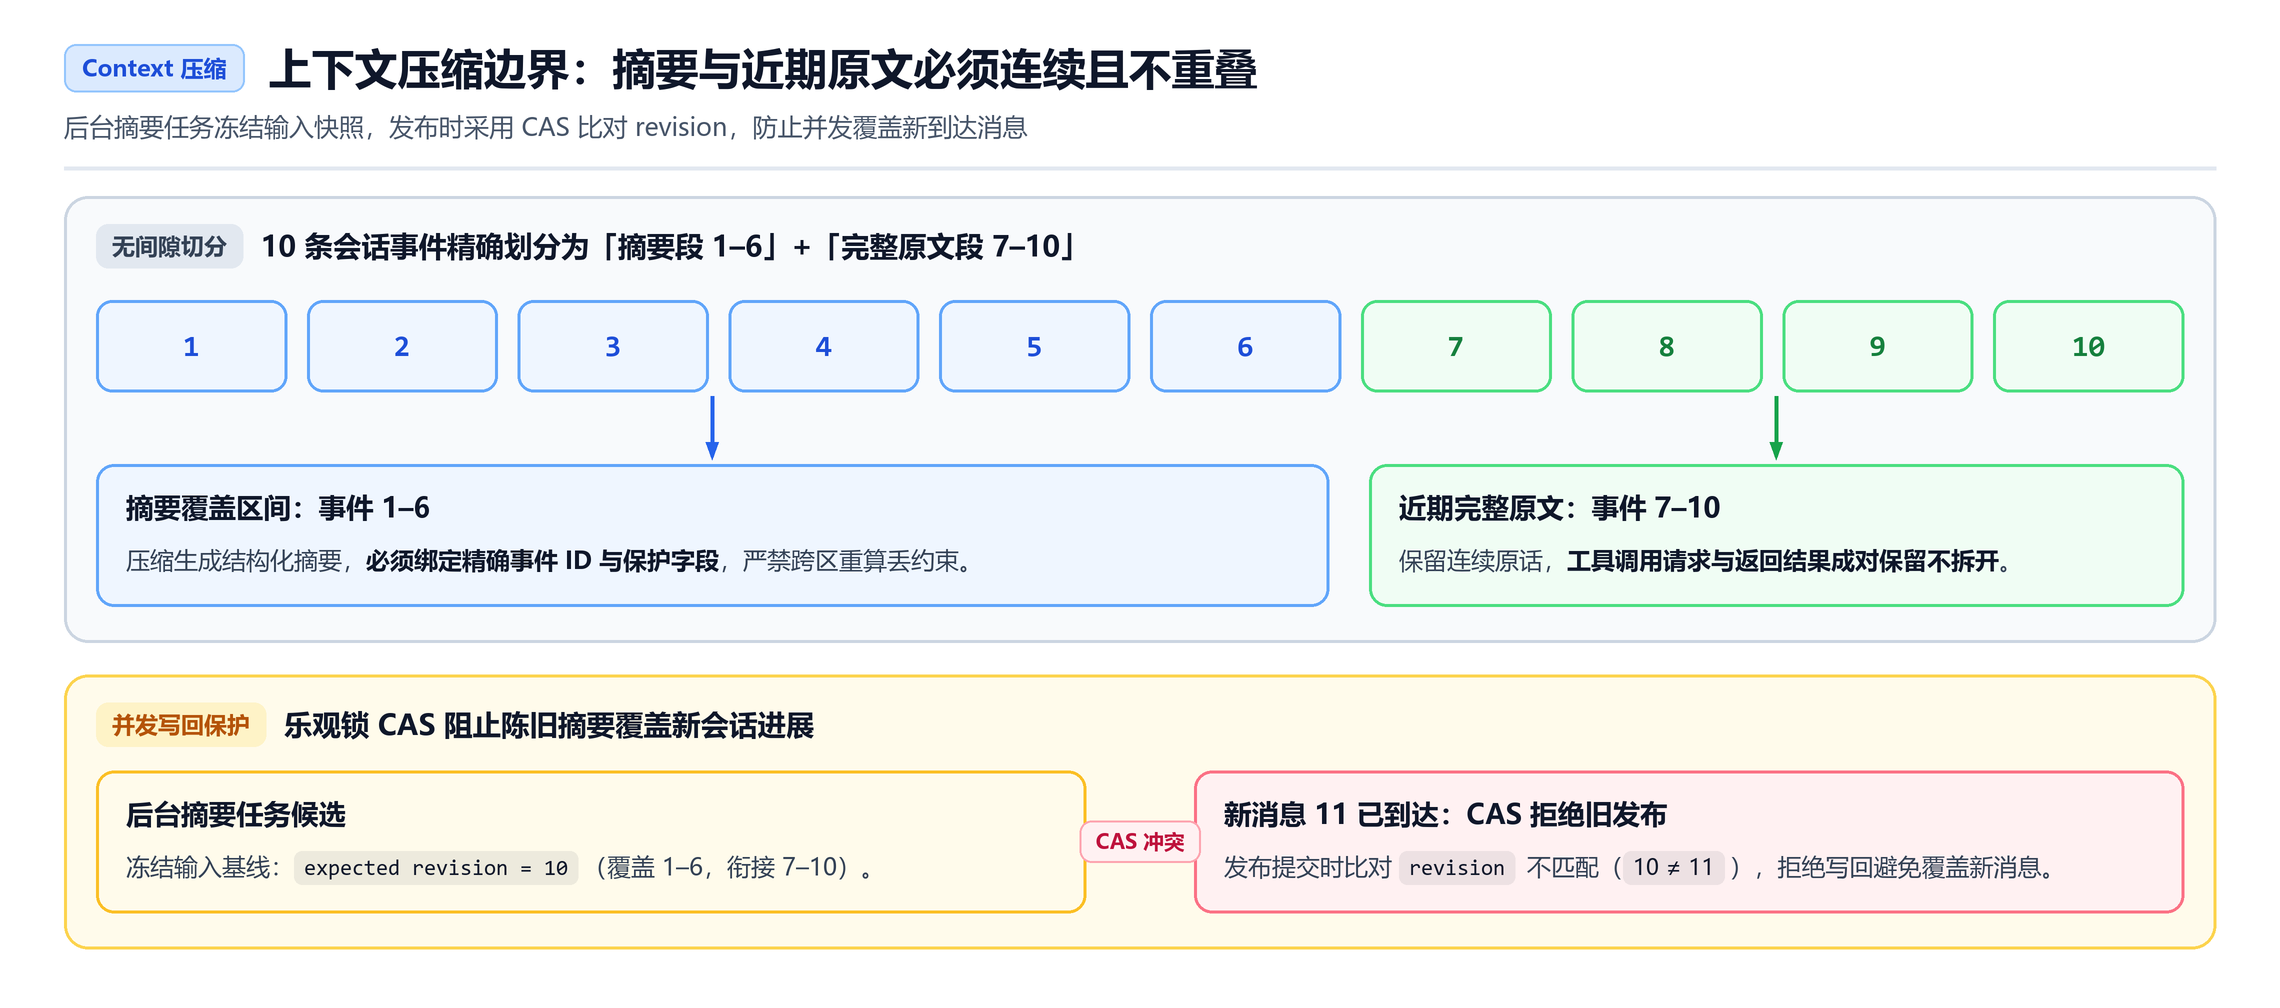 Context 压缩 上下文压缩边界：摘要与近期原文必须连续且不重叠
后台摘要任务冻结输入快照，发布时采用 CAS 比对 revision，防止并发覆盖新到达消息
无间隙切分 10 条会话事件精确划分为「摘要段 1–6」+「完整原文段 7–10」
1 2 3 4 5 6 7 8 9 10
摘要覆盖区间：事件 1–6
压缩生成结构化摘要，必须绑定精确事件 ID 与保护字段，严禁跨区重算丢约束。
近期完整原文：事件 7–10
保留连续原话，工具调用请求与返回结果成对保留不拆开。
并发写回保护 乐观锁 CAS 阻止陈旧摘要覆盖新会话进展
后台摘要任务候选
冻结输入基线：expected revision = 10（覆盖 1–6，衔接 7–10）。
CAS 冲突
新消息 11 已到达：CAS 拒绝旧发布
发布提交时比对 revision 不匹配（10 ≠ 11），拒绝写回避免覆盖新消息。